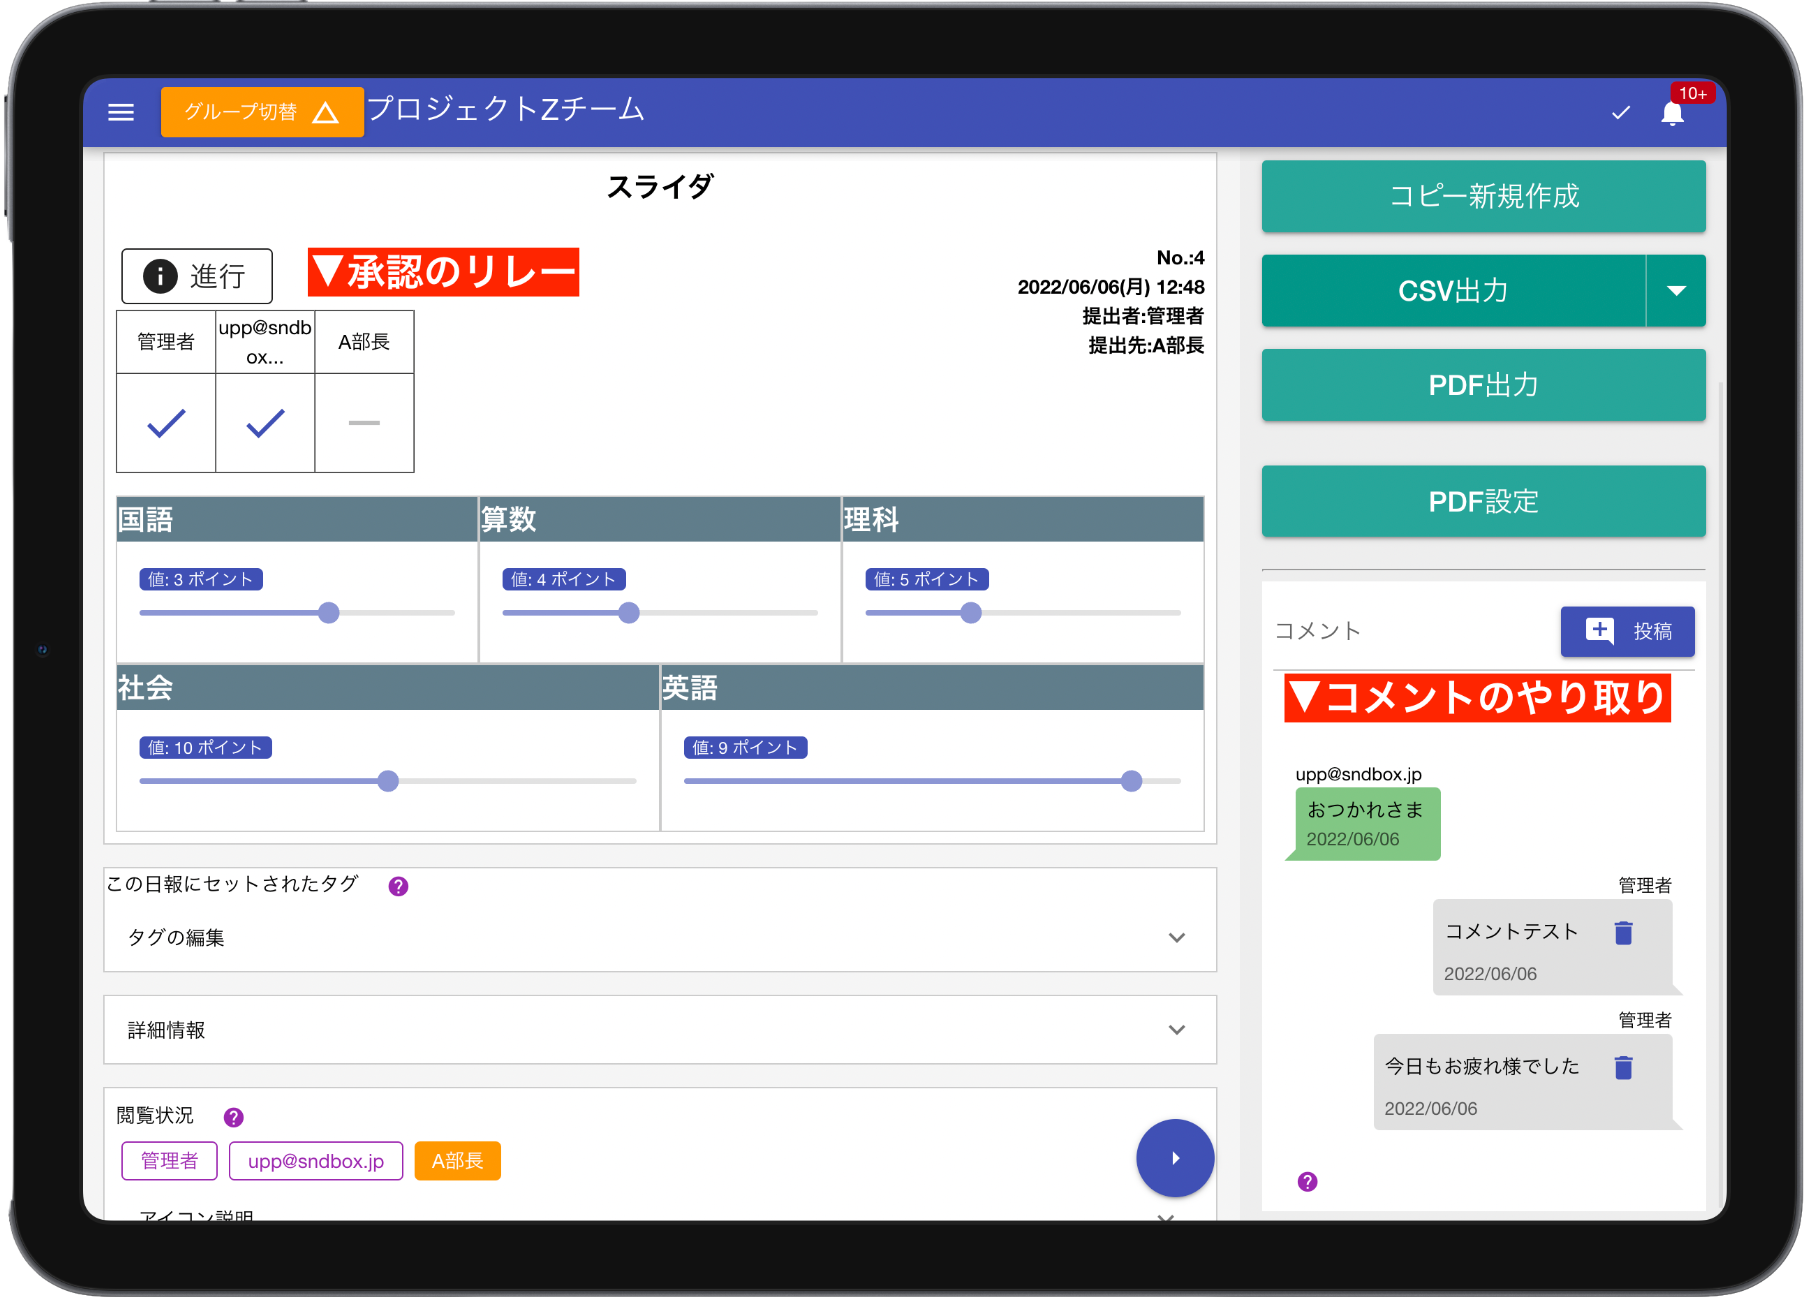 グループ切替
プロジェクトZチーム
10+
スライダ
進行
▼承認のリレー
No.:4
2022/06/06(月) 12:48
提出者:管理者
提出先:A部長
管理者
upp@sndb
ox...
A部長
国語
算数
理科
値: 3 ポイント
値: 4 ポイント
値: 5 ポイント
社会
英語
値: 10 ポイント
値: 9 ポイント
この日報にセットされたタグ
タグの編集
詳細情報
閲覧状況
管理者
upp@sndbox.jp
A部長
アイコン説明
コピー新規作成
CSV出力
PDF出力
PDF設定
コメント
投稿
▼コメントのやり取り
upp@sndbox.jp
おつかれさま
2022/06/06
管理者
コメントテスト
2022/06/06
管理者
今日もお疲れ様でした
2022/06/06